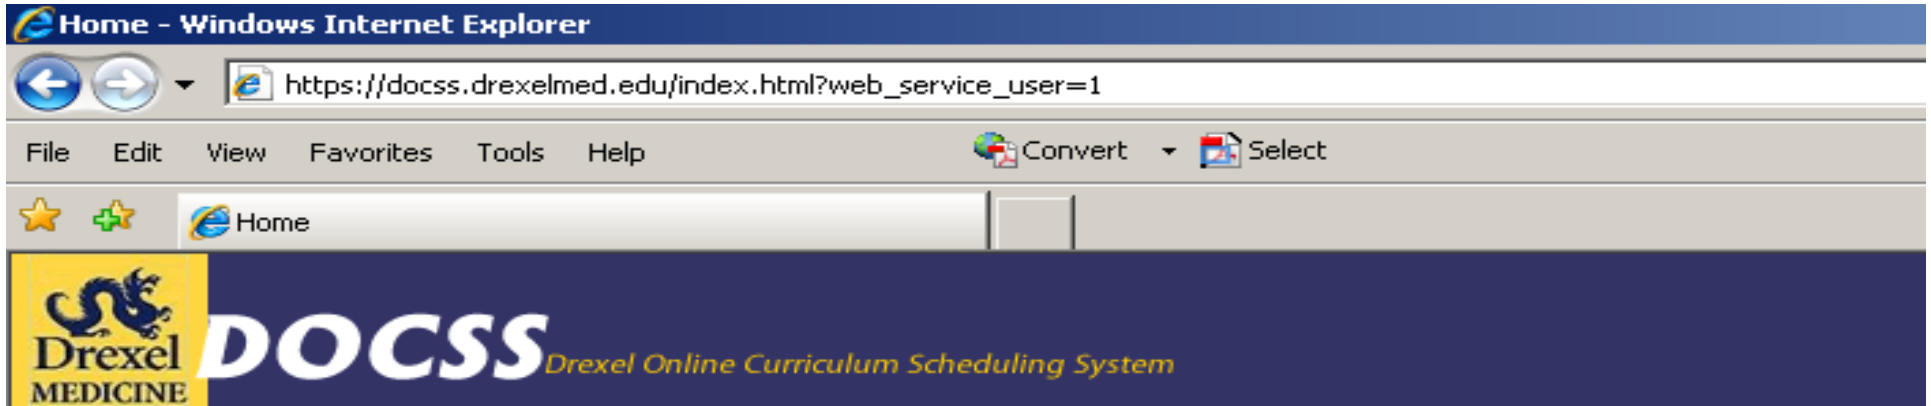 Home - Windows Internet Explorer
https://docss.drexelmed.edu/index.html?web_service_user=1
File Edit View Favorites Tools Help Convert Select
Home
Drexel
MEDICINE
DOCSS Drexel Online Curriculum Scheduling System